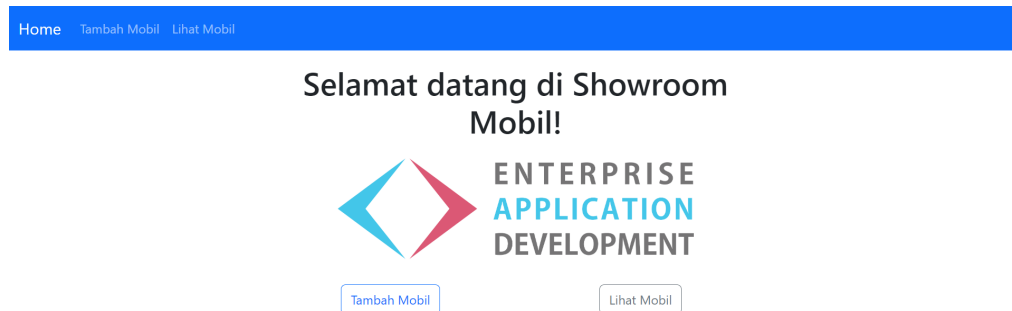 Home Tambah Mobil Lihat Mobil
Selamat datang di Showroom
Mobil!
ENTERPRISE
APPLICATION
DEVELOPMENT
Tambah Mobil Lihat Mobil